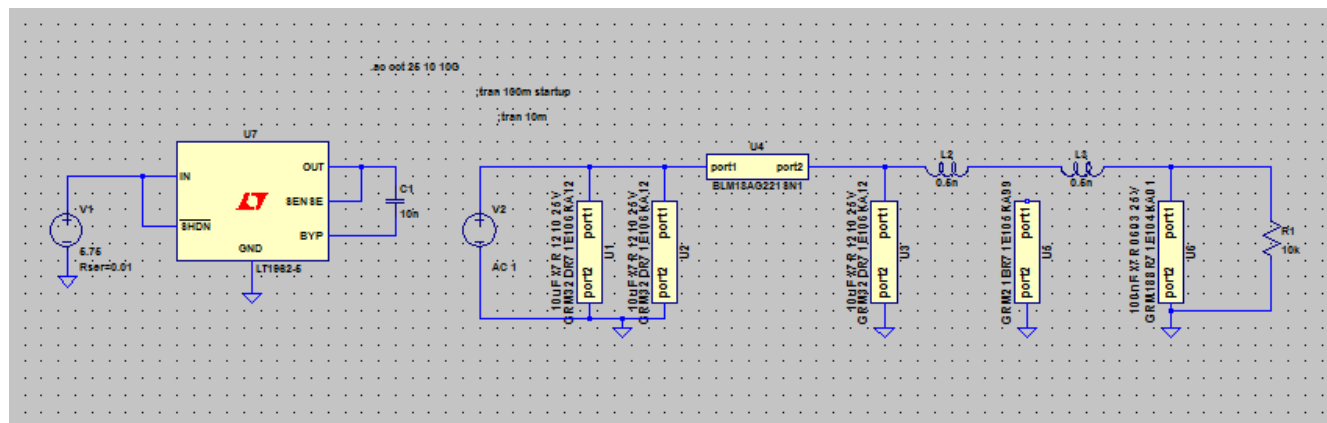 .ac oct 25 10 10G
;tran 100m startup
;tran 10m
U7
IN
OUT
SENSE
SHDN
BYP
GND
LT1962-5
V1
5.75
Rser=0.01
C1
10n
V2
AC 1
port1
port2
10uF X7R 1210 25V
GRM32DR71E106KA12
U1
port1
port2
10uF X7R 1210 25V
GRM32DR71E106KA12
U2
U4
port1
port2
BLM18AG221SN1
port1
port2
10uF X7R 1210 25V
GRM32DR71E106KA12
U3
L2
0.5n
L3
0.5n
port1
port2
GRM21BR71E105KA99
U5
port1
port2
100nF X7R 0603 25V
GRM188R71E104KA01
U6
R1
10k